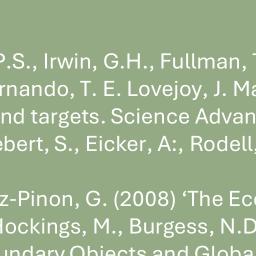 P.S., Irwin, G.H., Fullman, T
rnando, T. E. Lovejoy, J. Ma
nd targets. Science Advan
ebert, S., Eicker, A:, Rodell,
z-Pinon, G. (2008) ‘The Eco
Hockings, M., Burgess, N.D
undary Objects and Globa